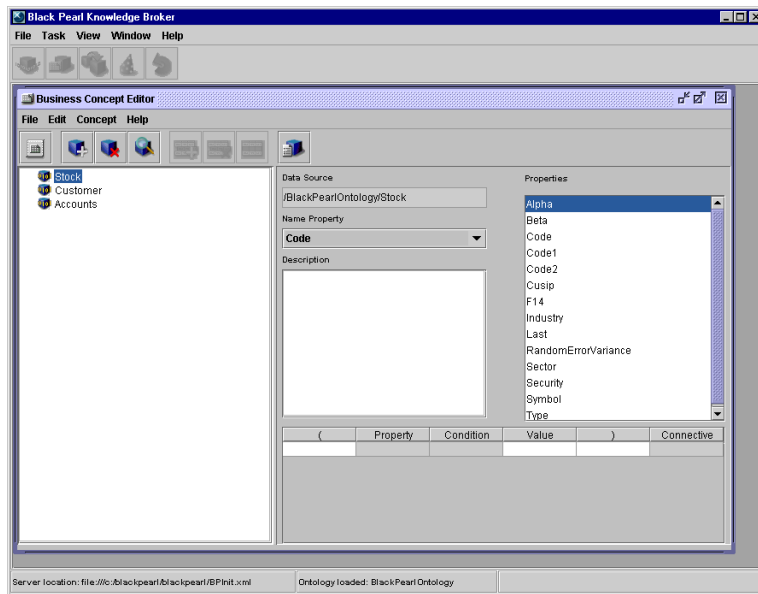 Black Pearl Knowledge Broker
File Task View Window Help
Business Concept Editor
File Edit Concept Help
Stock
Customer
Accounts
Data Source
/BlackPearlOntology/Stock
Name Property
Code
Description
Properties
Alpha
Beta
Code
Code1
Code2
Cusip
F14
Industry
Last
RandomErrorVariance
Sector
Security
Symbol
Type
( Property Condition Value ) Connective
Server location: file:///c:/blackpearl/blackpearl/BPInit.xml Ontology loaded: BlackPearlOntology